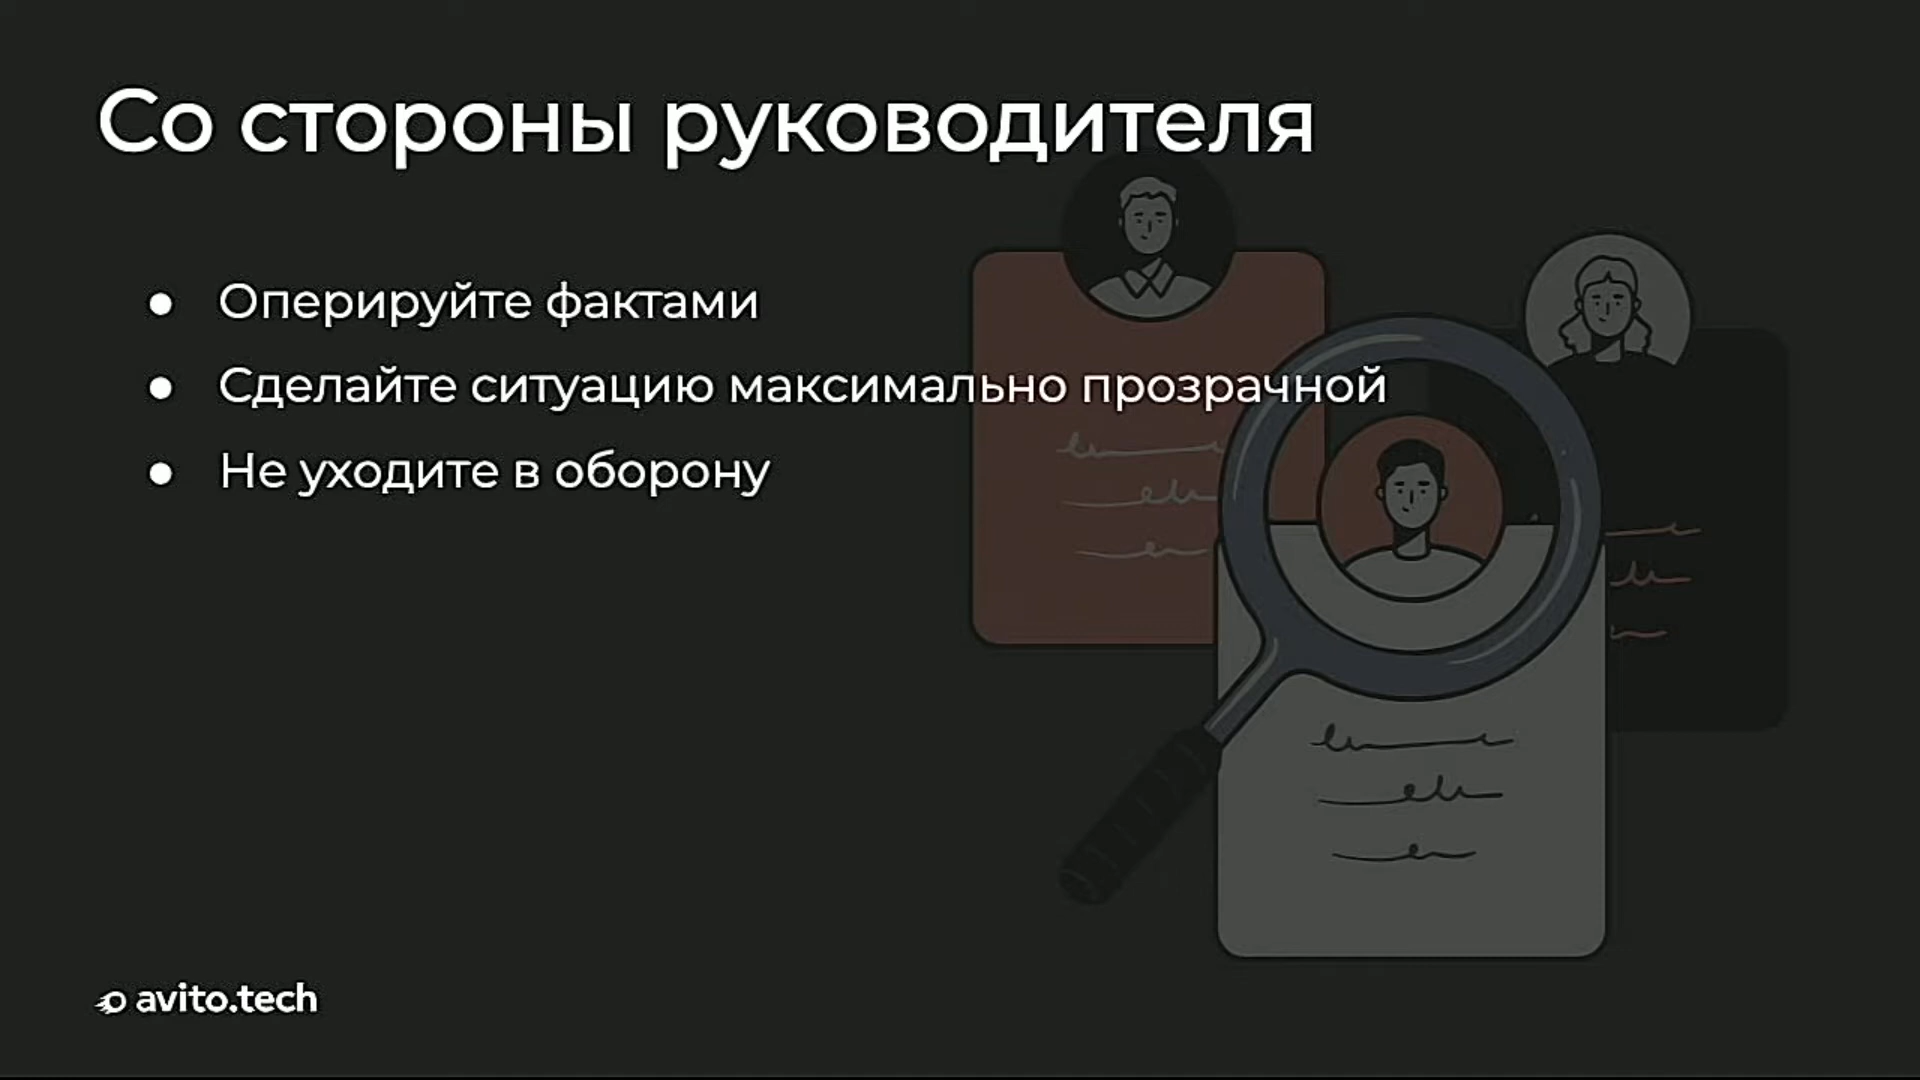 Со стороны руководителя
● Оперируйте фактами
● Сделайте ситуацию максимально прозрачной
● Не уходите в оборону
avito.tech